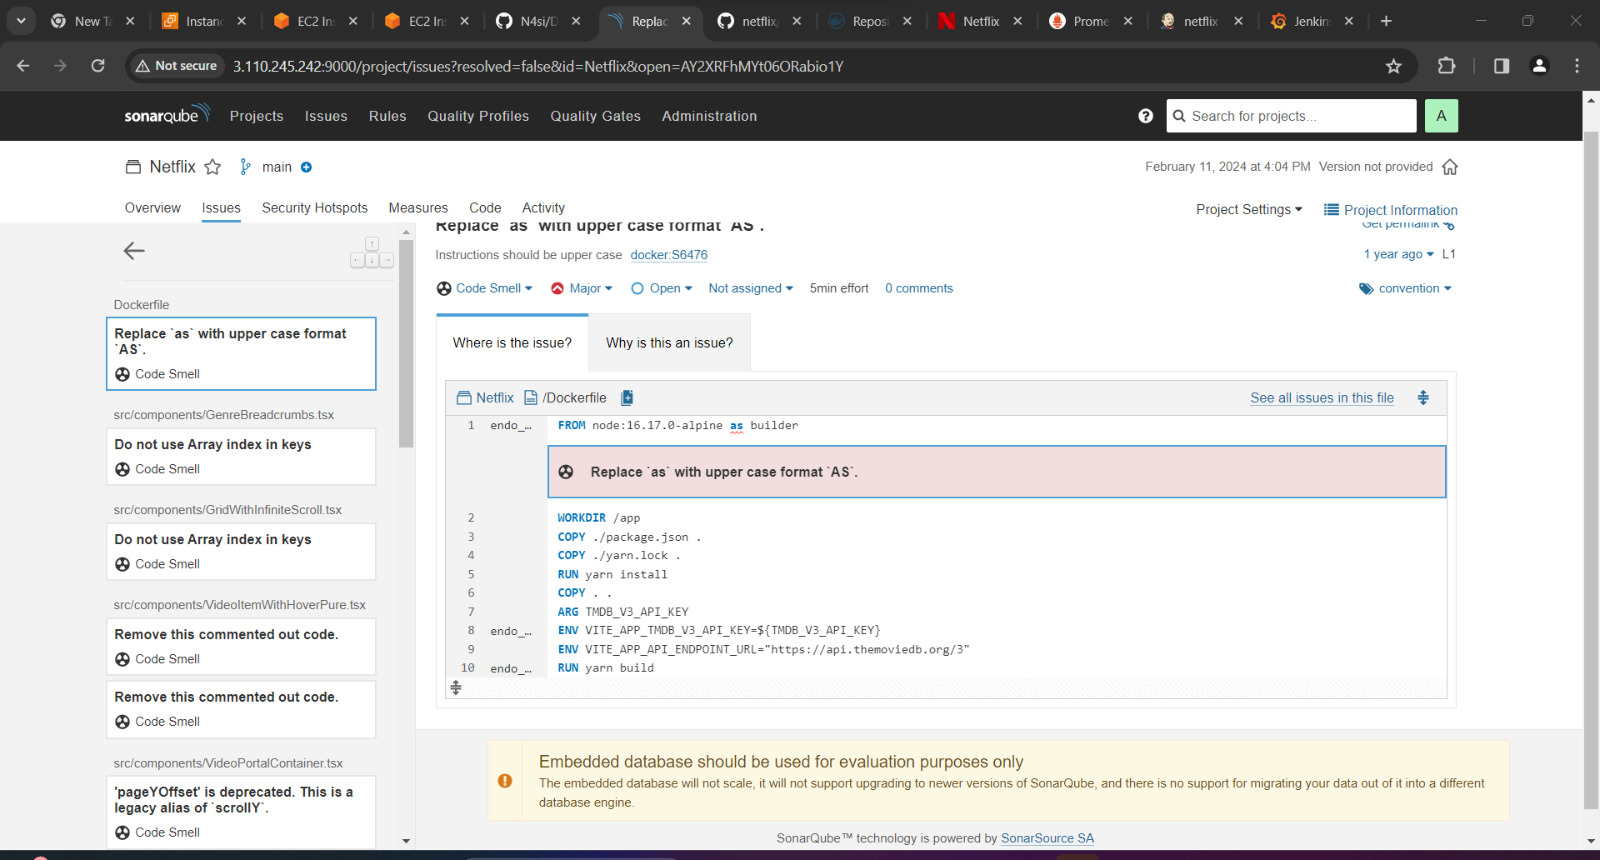 New Ta
Instanc
EC2 Ins
EC2 Ins
N4si/D
Replac
netflix
Reposi
Netflix
Prome
netflix
Jenkin
Not secure
3.110.245.242:9000/project/issues?resolved=false&id=Netflix&open=AY2XRFhMYt06ORabio1Y
sonarqube
Projects
Issues
Rules
Quality Profiles
Quality Gates
Administration
?
Search for projects...
A
Netflix
main
February 11, 2024 at 4:04 PM Version not provided
Overview
Issues
Security Hotspots
Measures
Code
Activity
Project Settings
Project Information
Dockerfile
Replace `as` with upper case format
`AS`.
Code Smell
src/components/GenreBreadcrumbs.tsx
Do not use Array index in keys
Code Smell
src/components/GridWithInfiniteScroll.tsx
Do not use Array index in keys
Code Smell
src/components/VideoItemWithHoverPure.tsx
Remove this commented out code.
Code Smell
Remove this commented out code.
Code Smell
src/components/VideoPortalContainer.tsx
'pageYOffset' is deprecated. This is a
legacy alias of `scrollY`.
Code Smell
Replace `as` with upper case format `AS`.
Get permalink
Instructions should be upper case docker:S6476
1 year ago L1
Code Smell
Major
Open
Not assigned
5min effort
0 comments
convention
Where is the issue?
Why is this an issue?
Netflix /Dockerfile
See all issues in this file
1 endo_… FROM node:16.17.0-alpine as builder
Replace `as` with upper case format `AS`.
2 WORKDIR /app
3 COPY ./package.json .
4 COPY ./yarn.lock .
5 RUN yarn install
6 COPY . .
7 ARG TMDB_V3_API_KEY
8 endo_… ENV VITE_APP_TMDB_V3_API_KEY=${TMDB_V3_API_KEY}
9 ENV VITE_APP_API_ENDPOINT_URL="https://api.themoviedb.org/3"
10 endo_… RUN yarn build
Embedded database should be used for evaluation purposes only
The embedded database will not scale, it will not support upgrading to newer versions of SonarQube, and there is no support for migrating your data out of it into a different
database engine.
SonarQube™ technology is powered by SonarSource SA